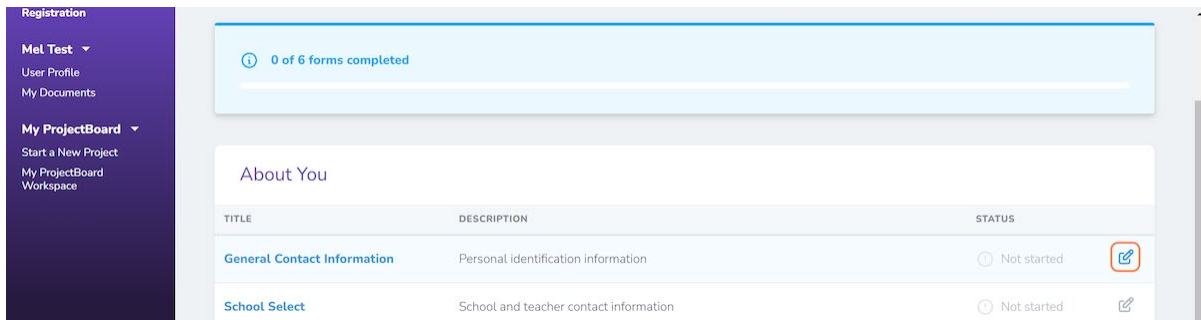 Registration
Mel Test
User Profile
My Documents
My ProjectBoard
Start a New Project
My ProjectBoard
Workspace
0 of 6 forms completed
About You
TITLE DESCRIPTION STATUS
General Contact Information Personal identification information Not started
School Select School and teacher contact information Not started